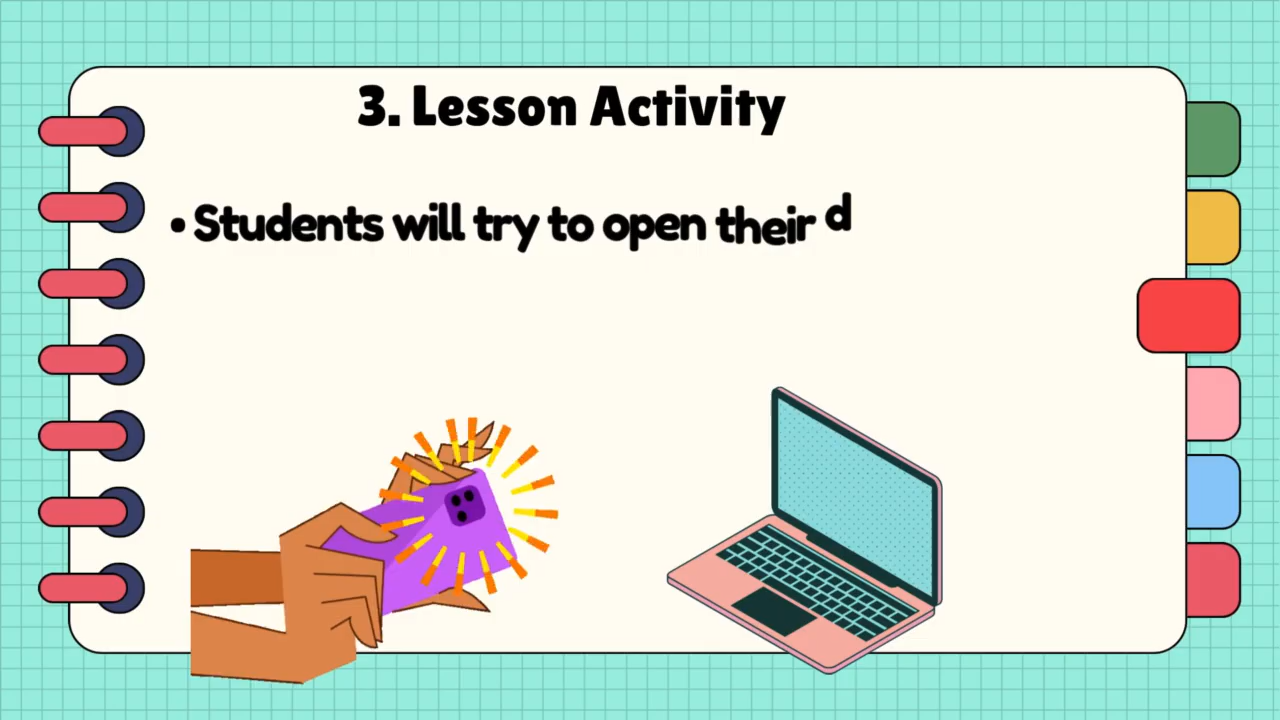 3. Lesson Activity
• Students will try to open their d